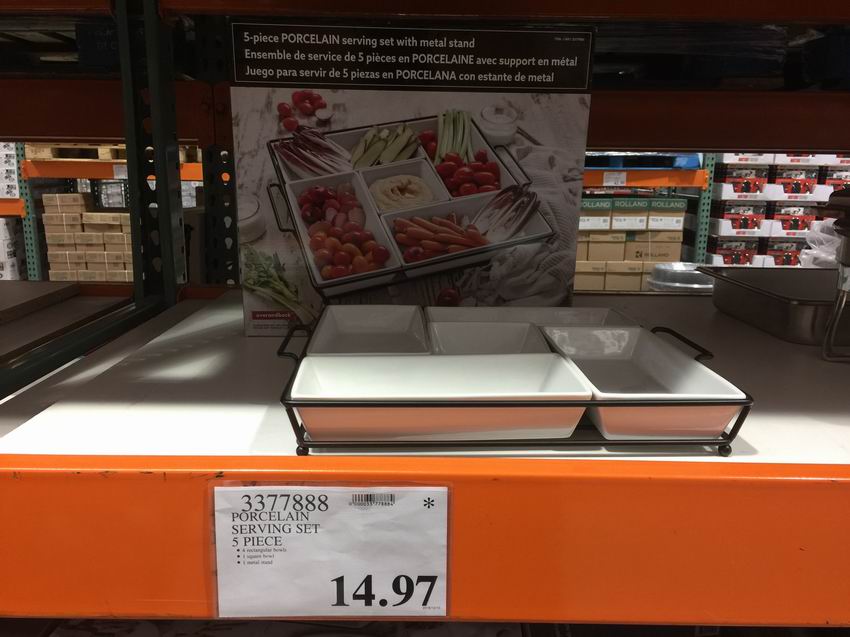 5-piece PORCELAIN serving set with metal stand
Ensemble de service de 5 pièces en PORCELAINE avec support en métal
Juego para servir de 5 piezas en PORCELANA con estante de metal
ROLLAND ROLLAND ROLLAND
overandback
3377888
*
PORCELAIN
SERVING SET
5 PIECE
4 rectangular bowls
1 square bowl
1 metal stand
14.97